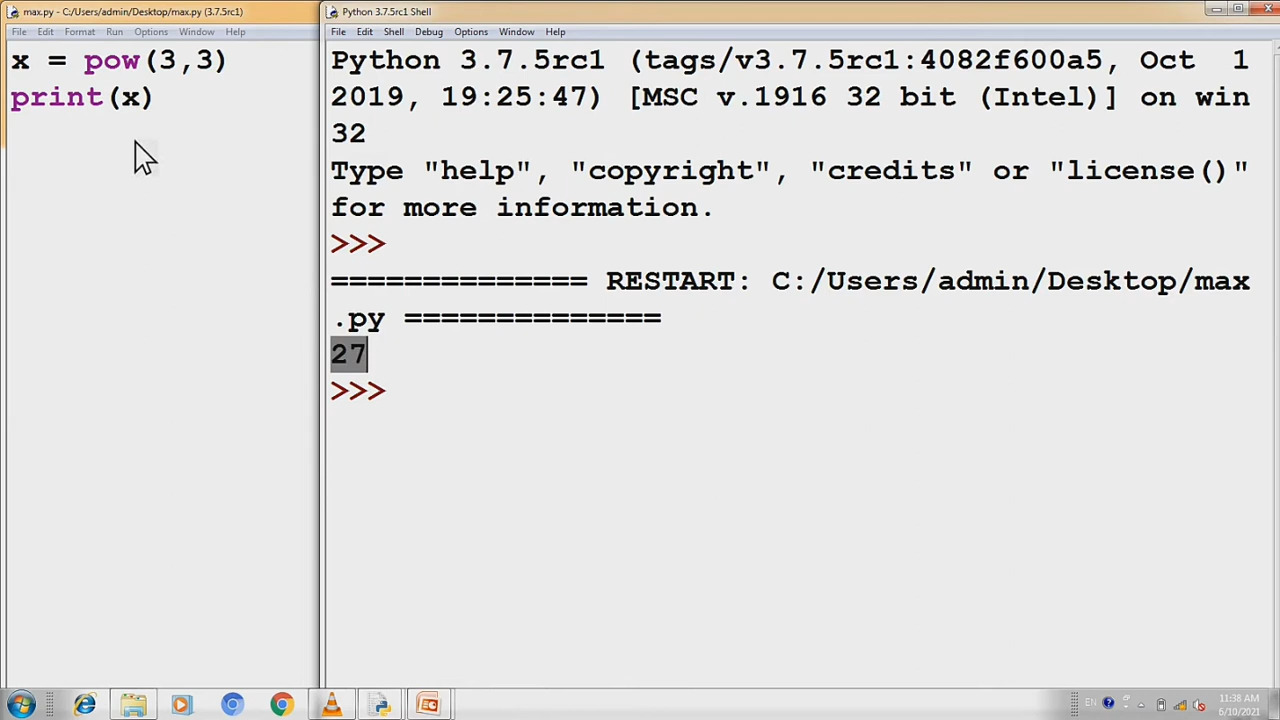 max.py - C:/Users/admin/Desktop/max.py (3.7.5rc1)
File Edit Format Run Options Window Help
x = pow(3,3)
print(x)
Python 3.7.5rc1 Shell
File Edit Shell Debug Options Window Help
Python 3.7.5rc1 (tags/v3.7.5rc1:4082f600a5, Oct  1
2019, 19:25:47) [MSC v.1916 32 bit (Intel)] on win
32
Type "help", "copyright", "credits" or "license()"
for more information.
>>>
============== RESTART: C:/Users/admin/Desktop/max
.py ==============
27
>>>
EN
11:38 AM
6/10/2021